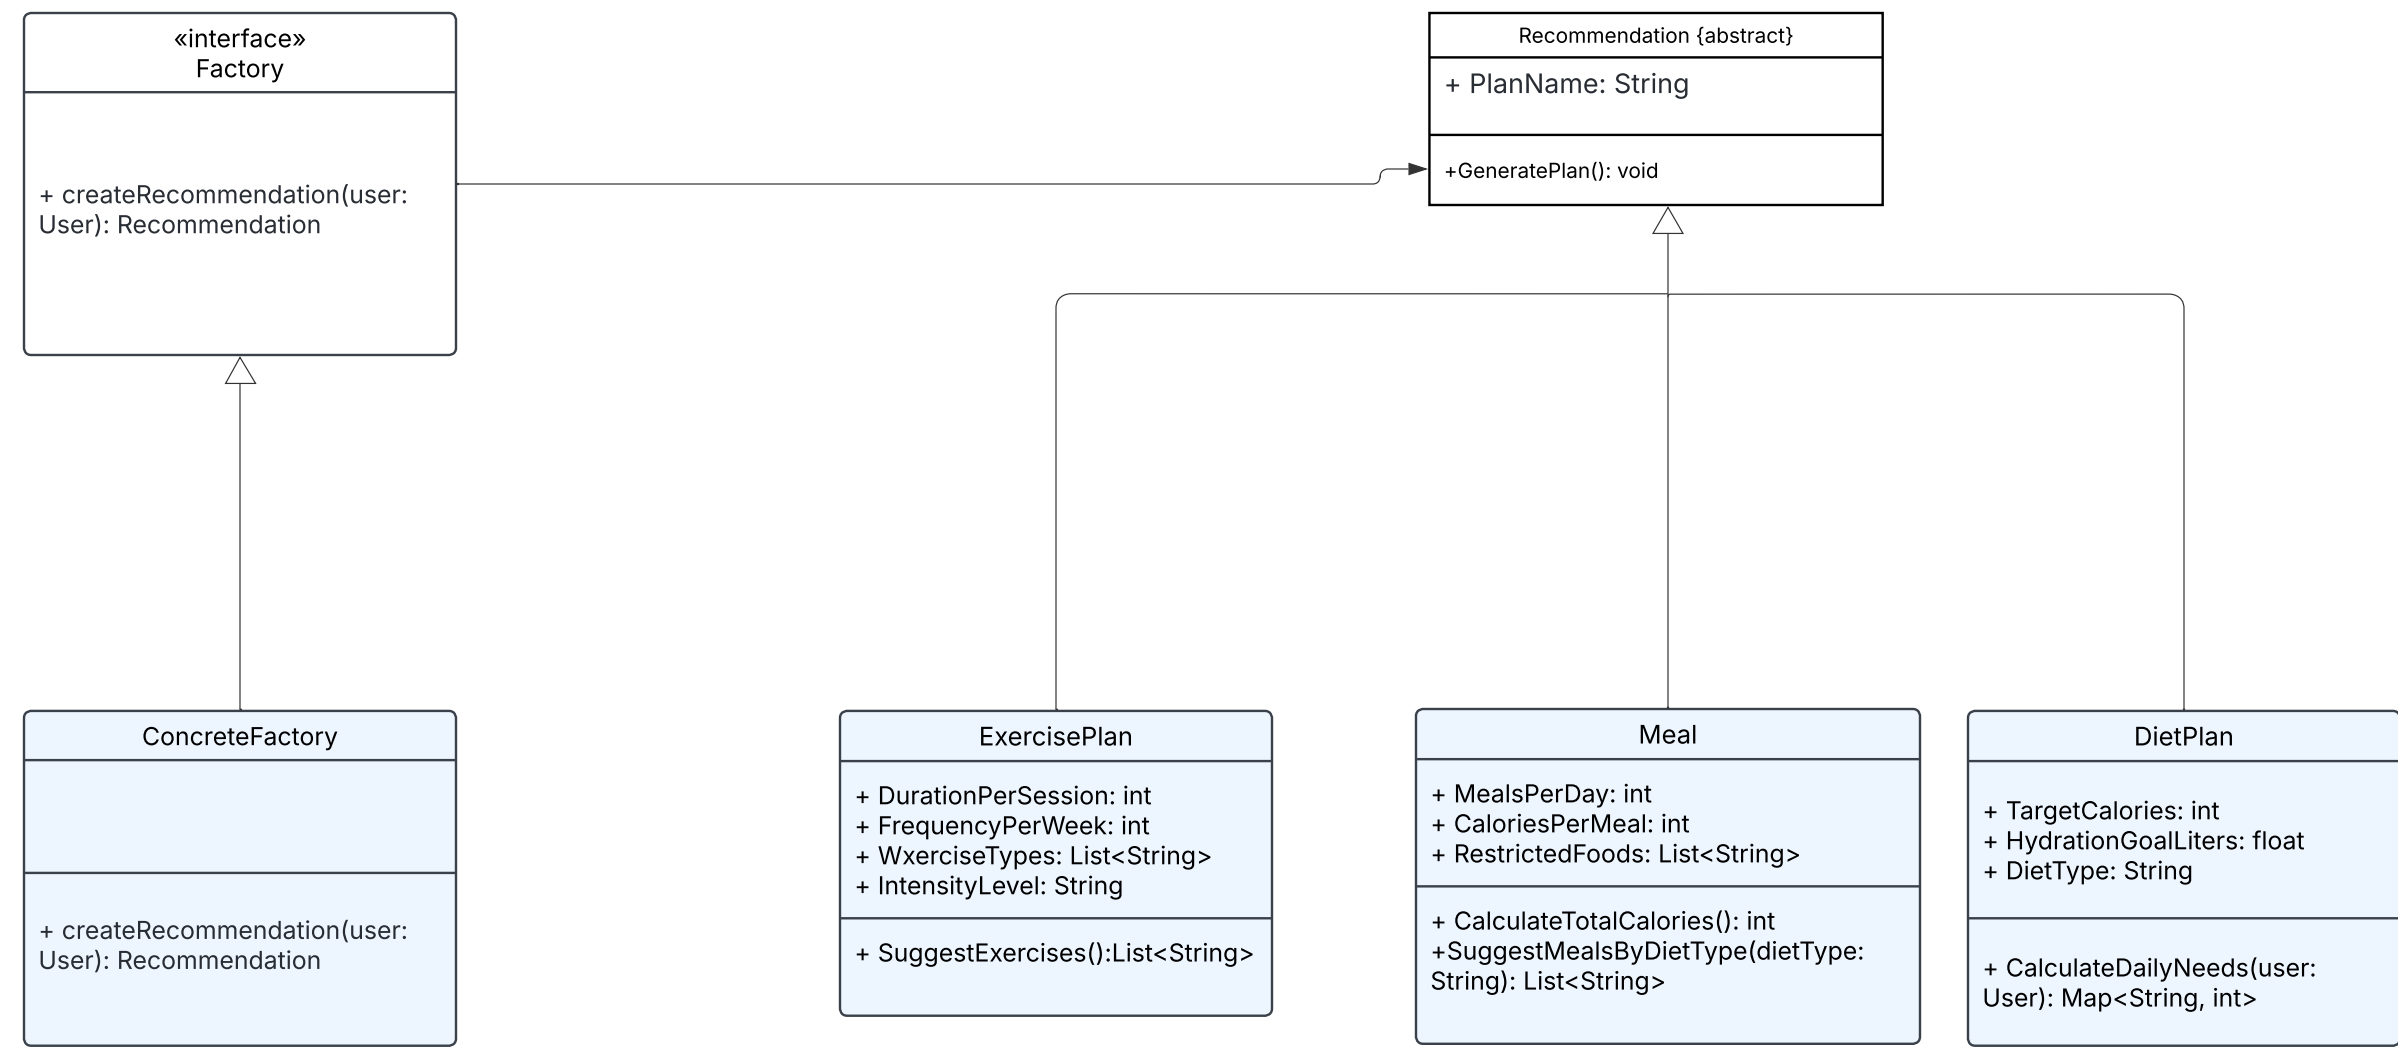 «interface»
Factory
+ createRecommendation(user:
User): Recommendation
Recommendation {abstract}
+ PlanName: String
+GeneratePlan(): void
ConcreteFactory
+ createRecommendation(user:
User): Recommendation
ExercisePlan
+ DurationPerSession: int
+ FrequencyPerWeek: int
+ WxerciseTypes: List<String>
+ IntensityLevel: String
+ SuggestExercises():List<String>
Meal
+ MealsPerDay: int
+ CaloriesPerMeal: int
+ RestrictedFoods: List<String>
+ CalculateTotalCalories(): int
+SuggestMealsByDietType(dietType:
String): List<String>
DietPlan
+ TargetCalories: int
+ HydrationGoalLiters: float
+ DietType: String
+ CalculateDailyNeeds(user:
User): Map<String, int>